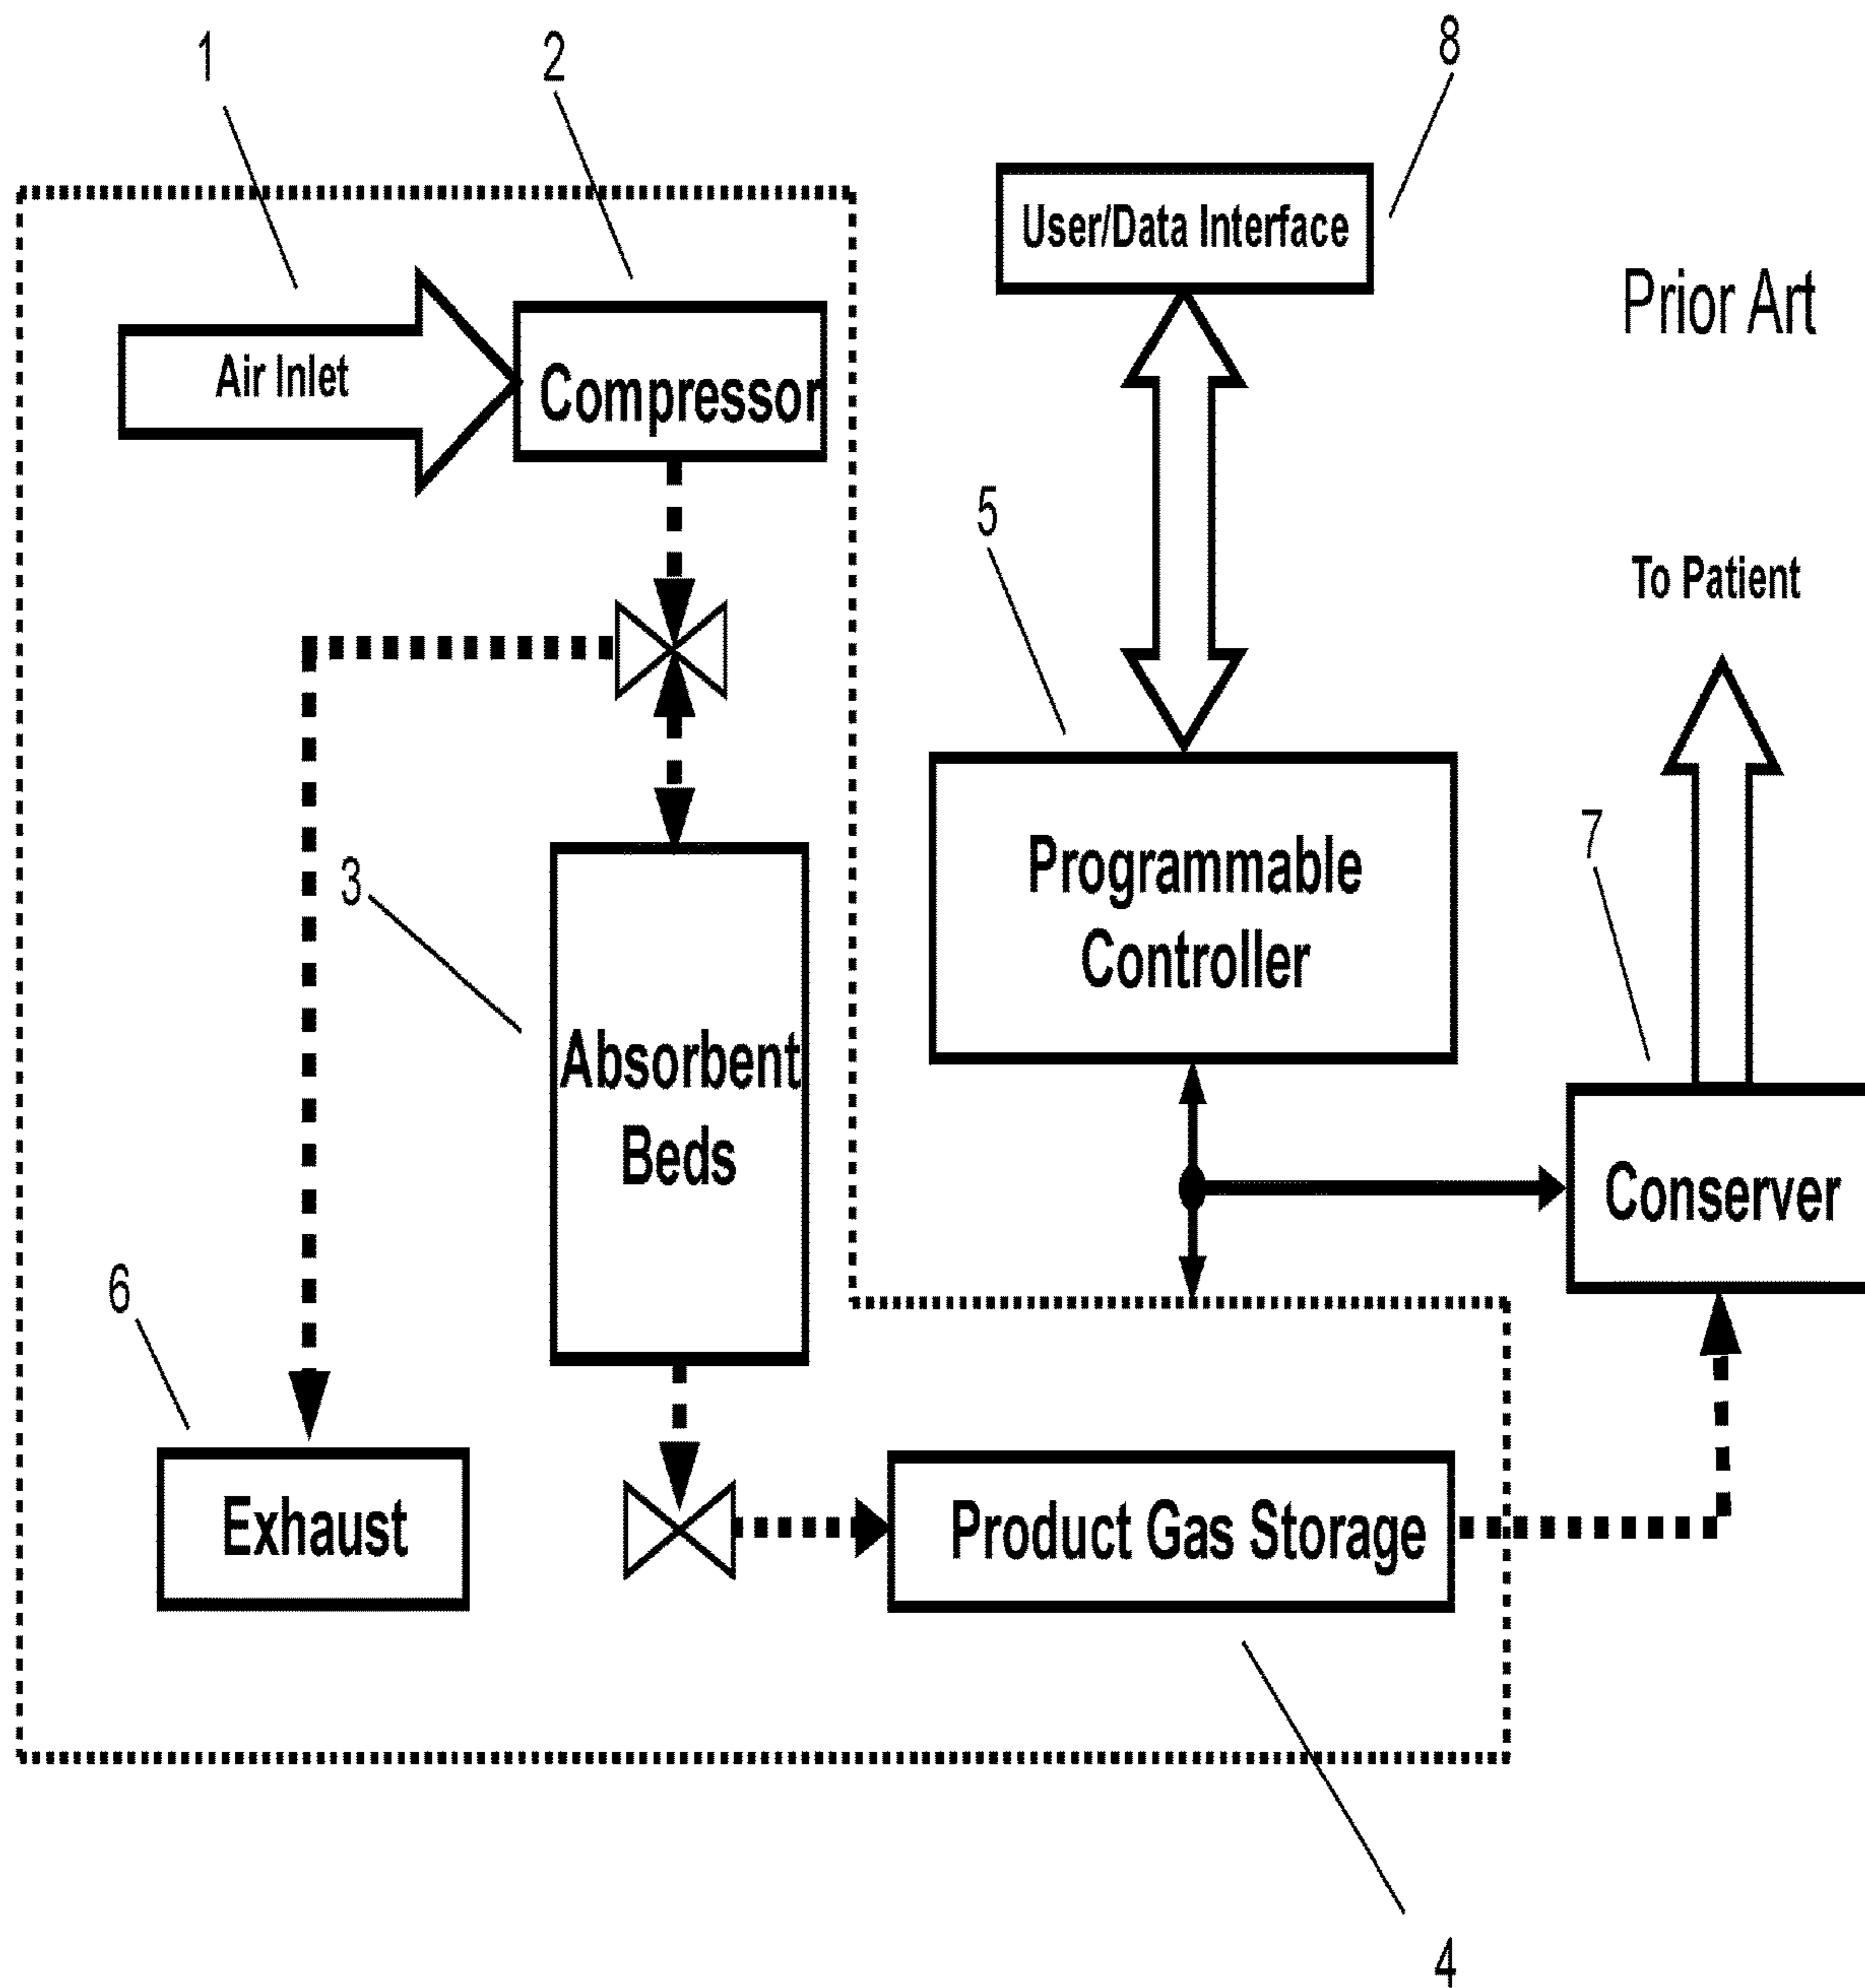 1
2
8
User/Data Interface
Prior Art
Air Inlet
Compressor
5
To Patient
7
Programmable
Controller
3
Absorbent
Beds
Conserver
6
Exhaust
Product Gas Storage
4